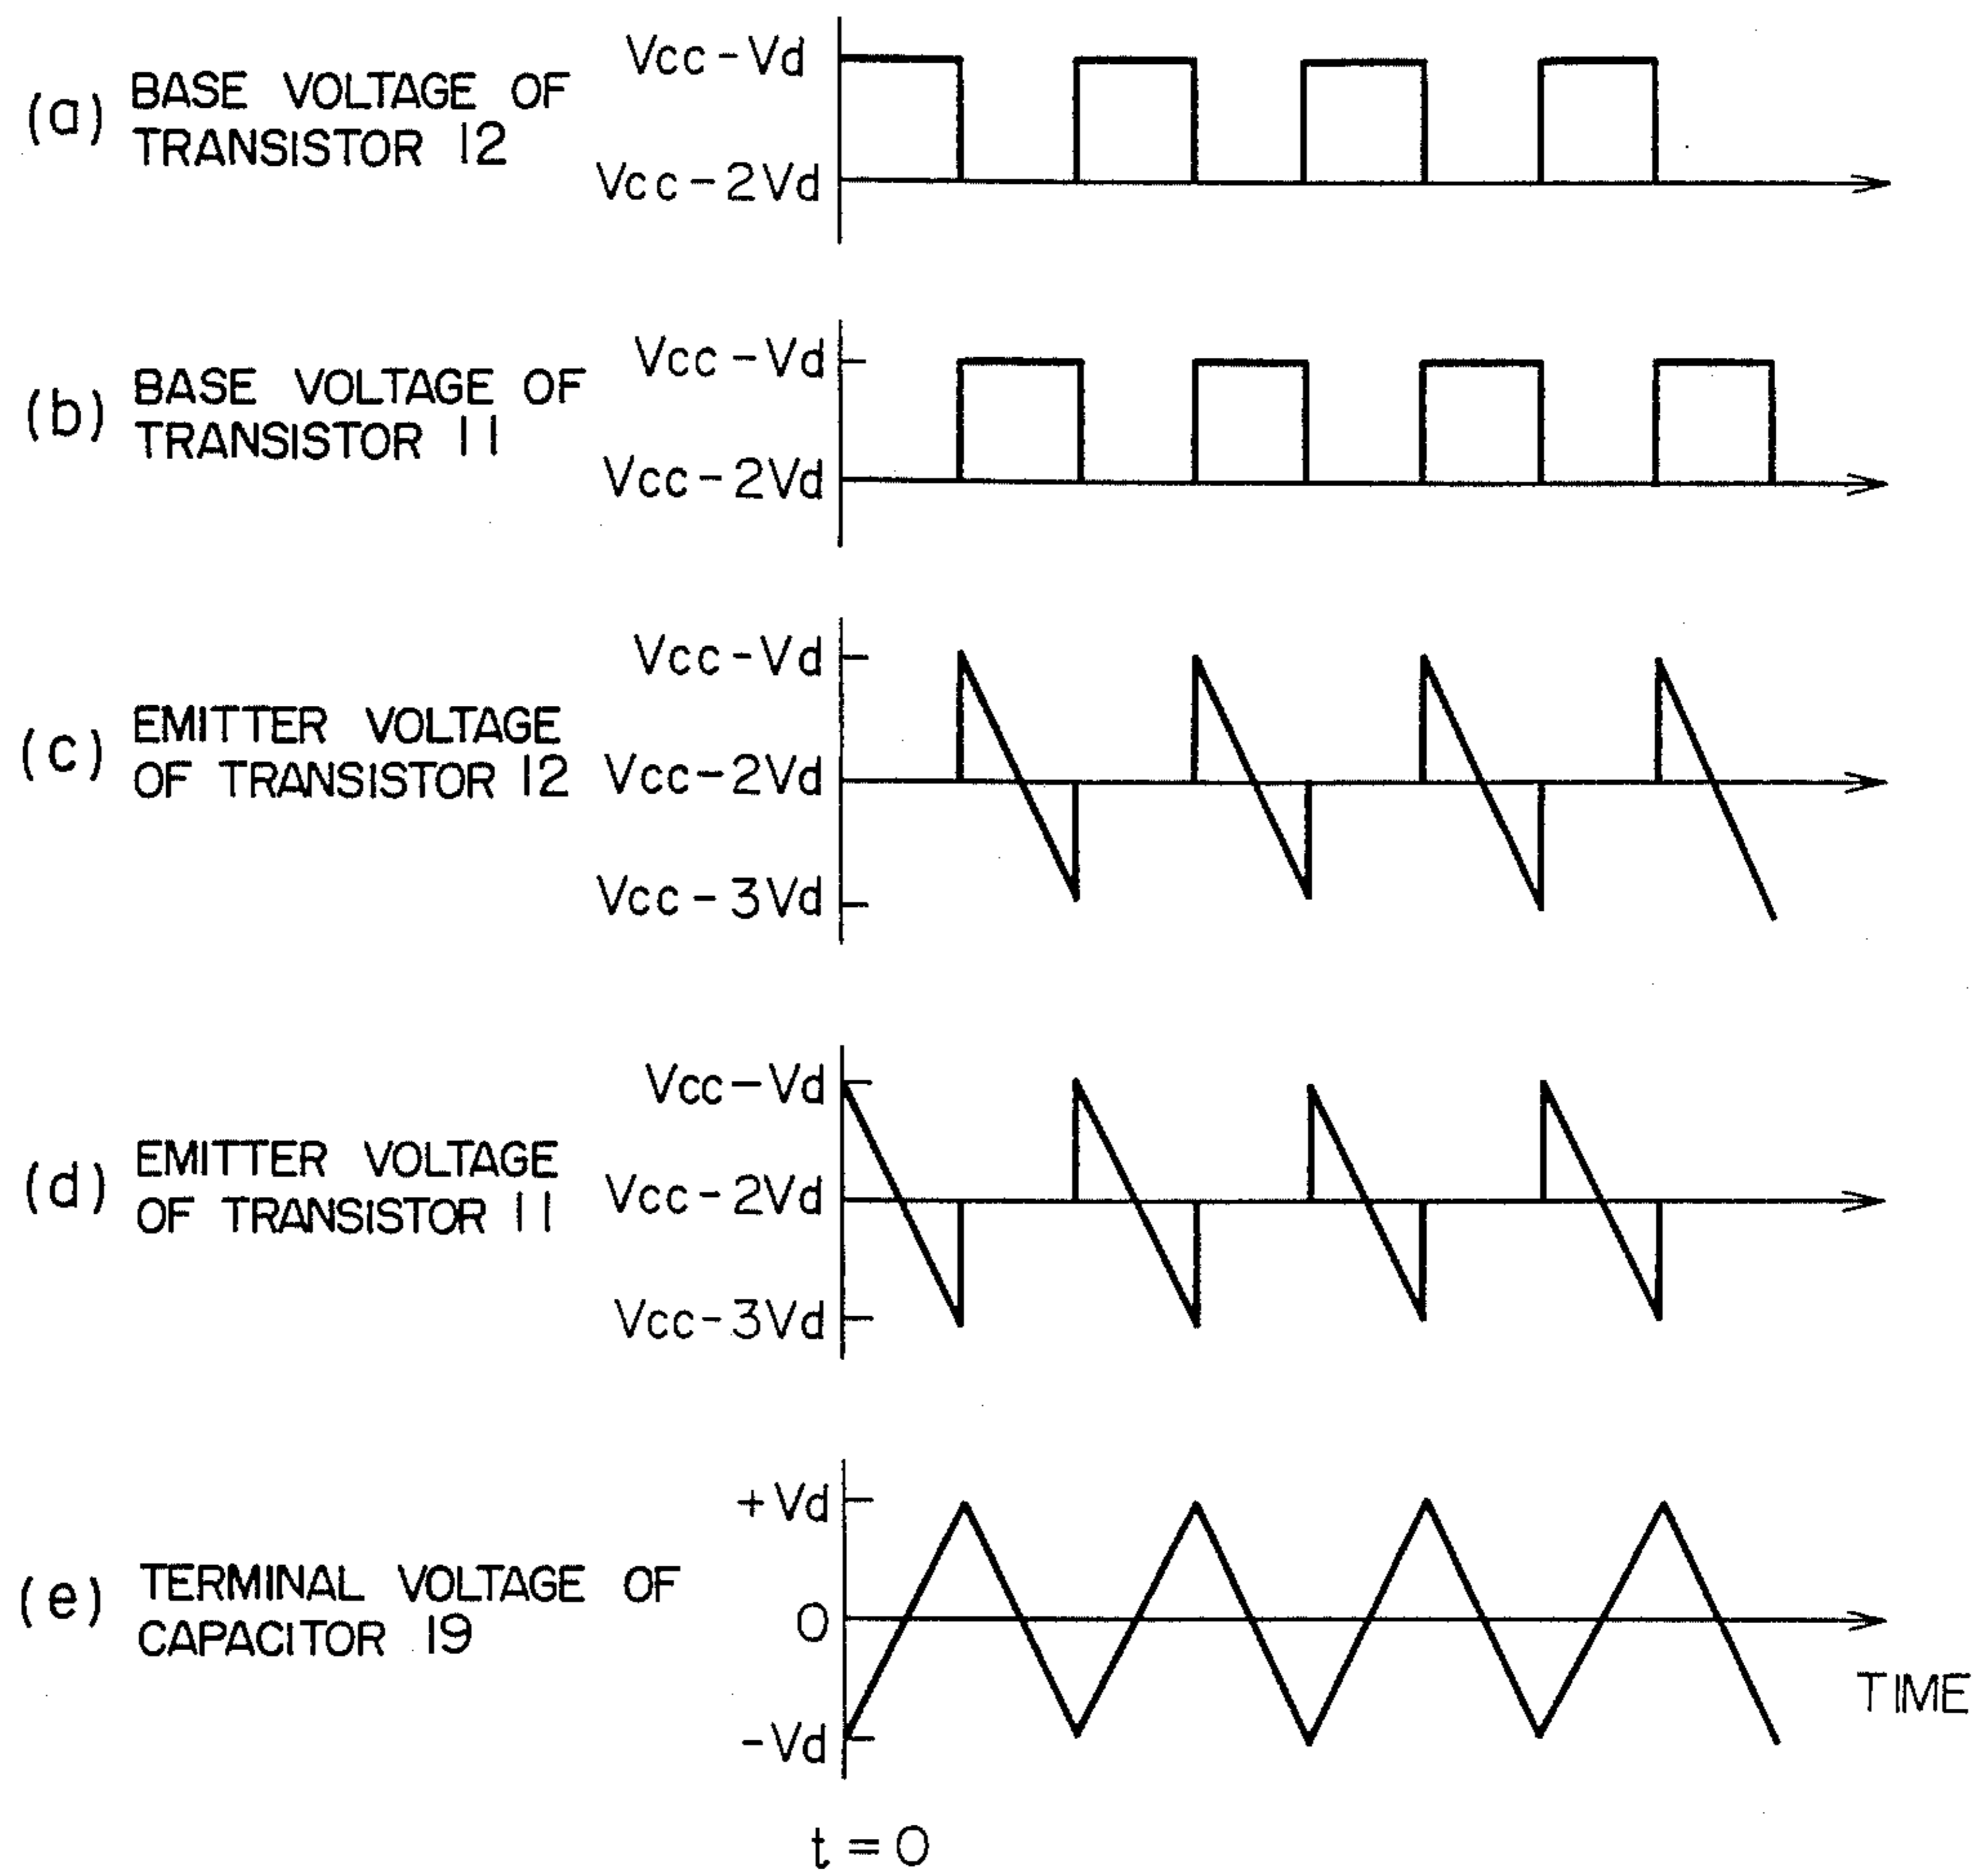 (a) BASE VOLTAGE OF
TRANSISTOR 12
Vcc-Vd
Vcc-2Vd
(b) BASE VOLTAGE OF
TRANSISTOR 11
Vcc-Vd
Vcc-2Vd
(c) EMITTER VOLTAGE
OF TRANSISTOR 12
Vcc-Vd
Vcc-2Vd
Vcc-3Vd
(d) EMITTER VOLTAGE
OF TRANSISTOR 11
Vcc-Vd
Vcc-2Vd
Vcc-3Vd
(e) TERMINAL VOLTAGE OF
CAPACITOR 19
+Vd
0
-Vd
TIME
t=0